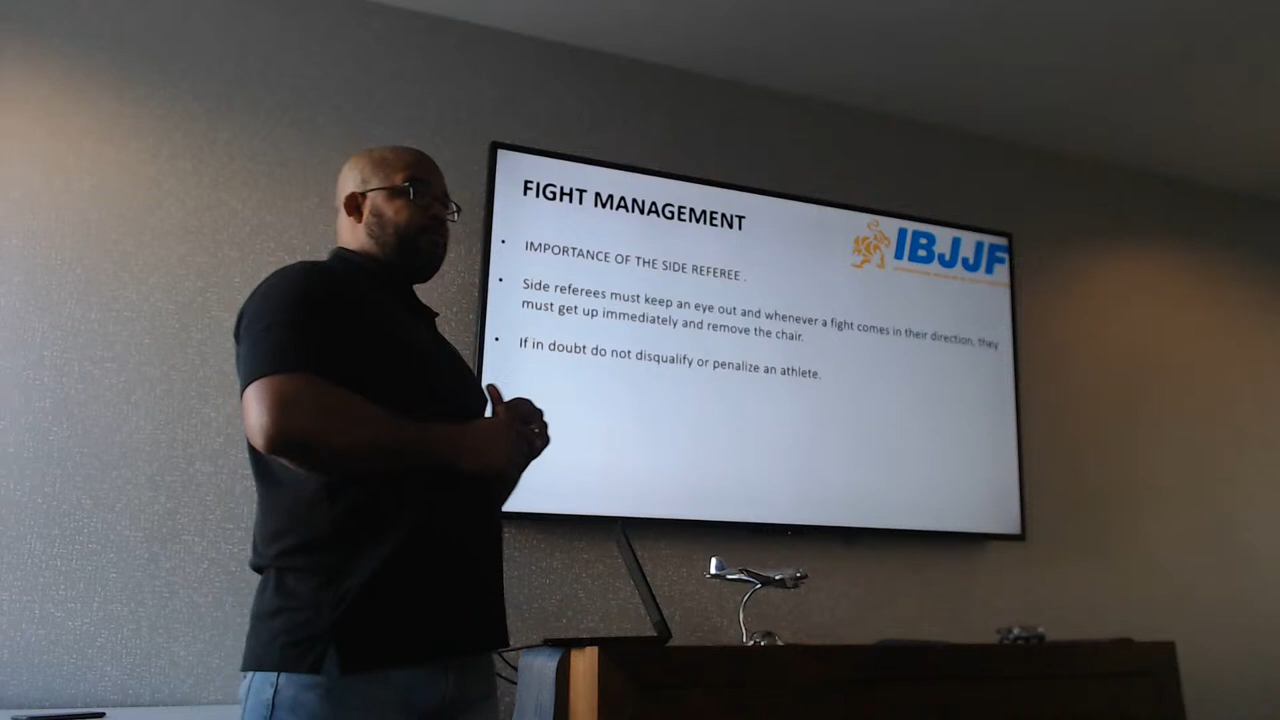 FIGHT MANAGEMENT
IBJJF
IMPORTANCE OF THE SIDE REFEREE .
Side referees must keep an eye out and whenever a fight comes in their direction, they
must get up immediately and remove the chair.
If in doubt do not disqualify or penalize an athlete.